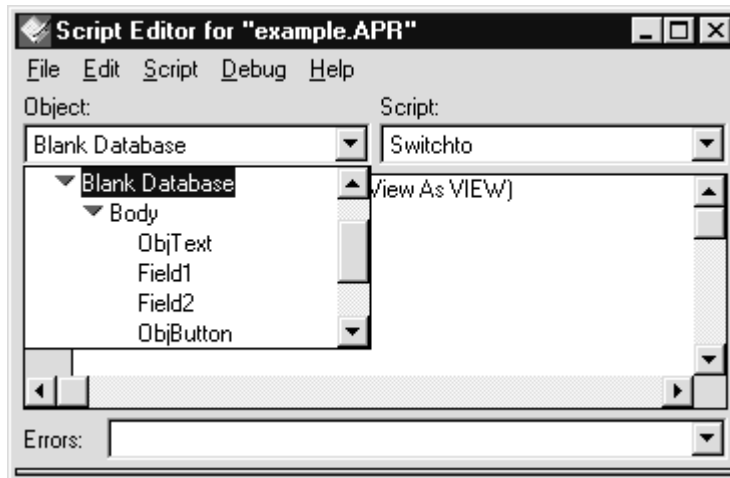 Script Editor for "example.APR"
File Edit Script Debug Help
Object: Script:
Blank Database Switchto
Blank Database View As VIEW)
Body
ObjText
Field1
Field2
ObjButton
Errors: